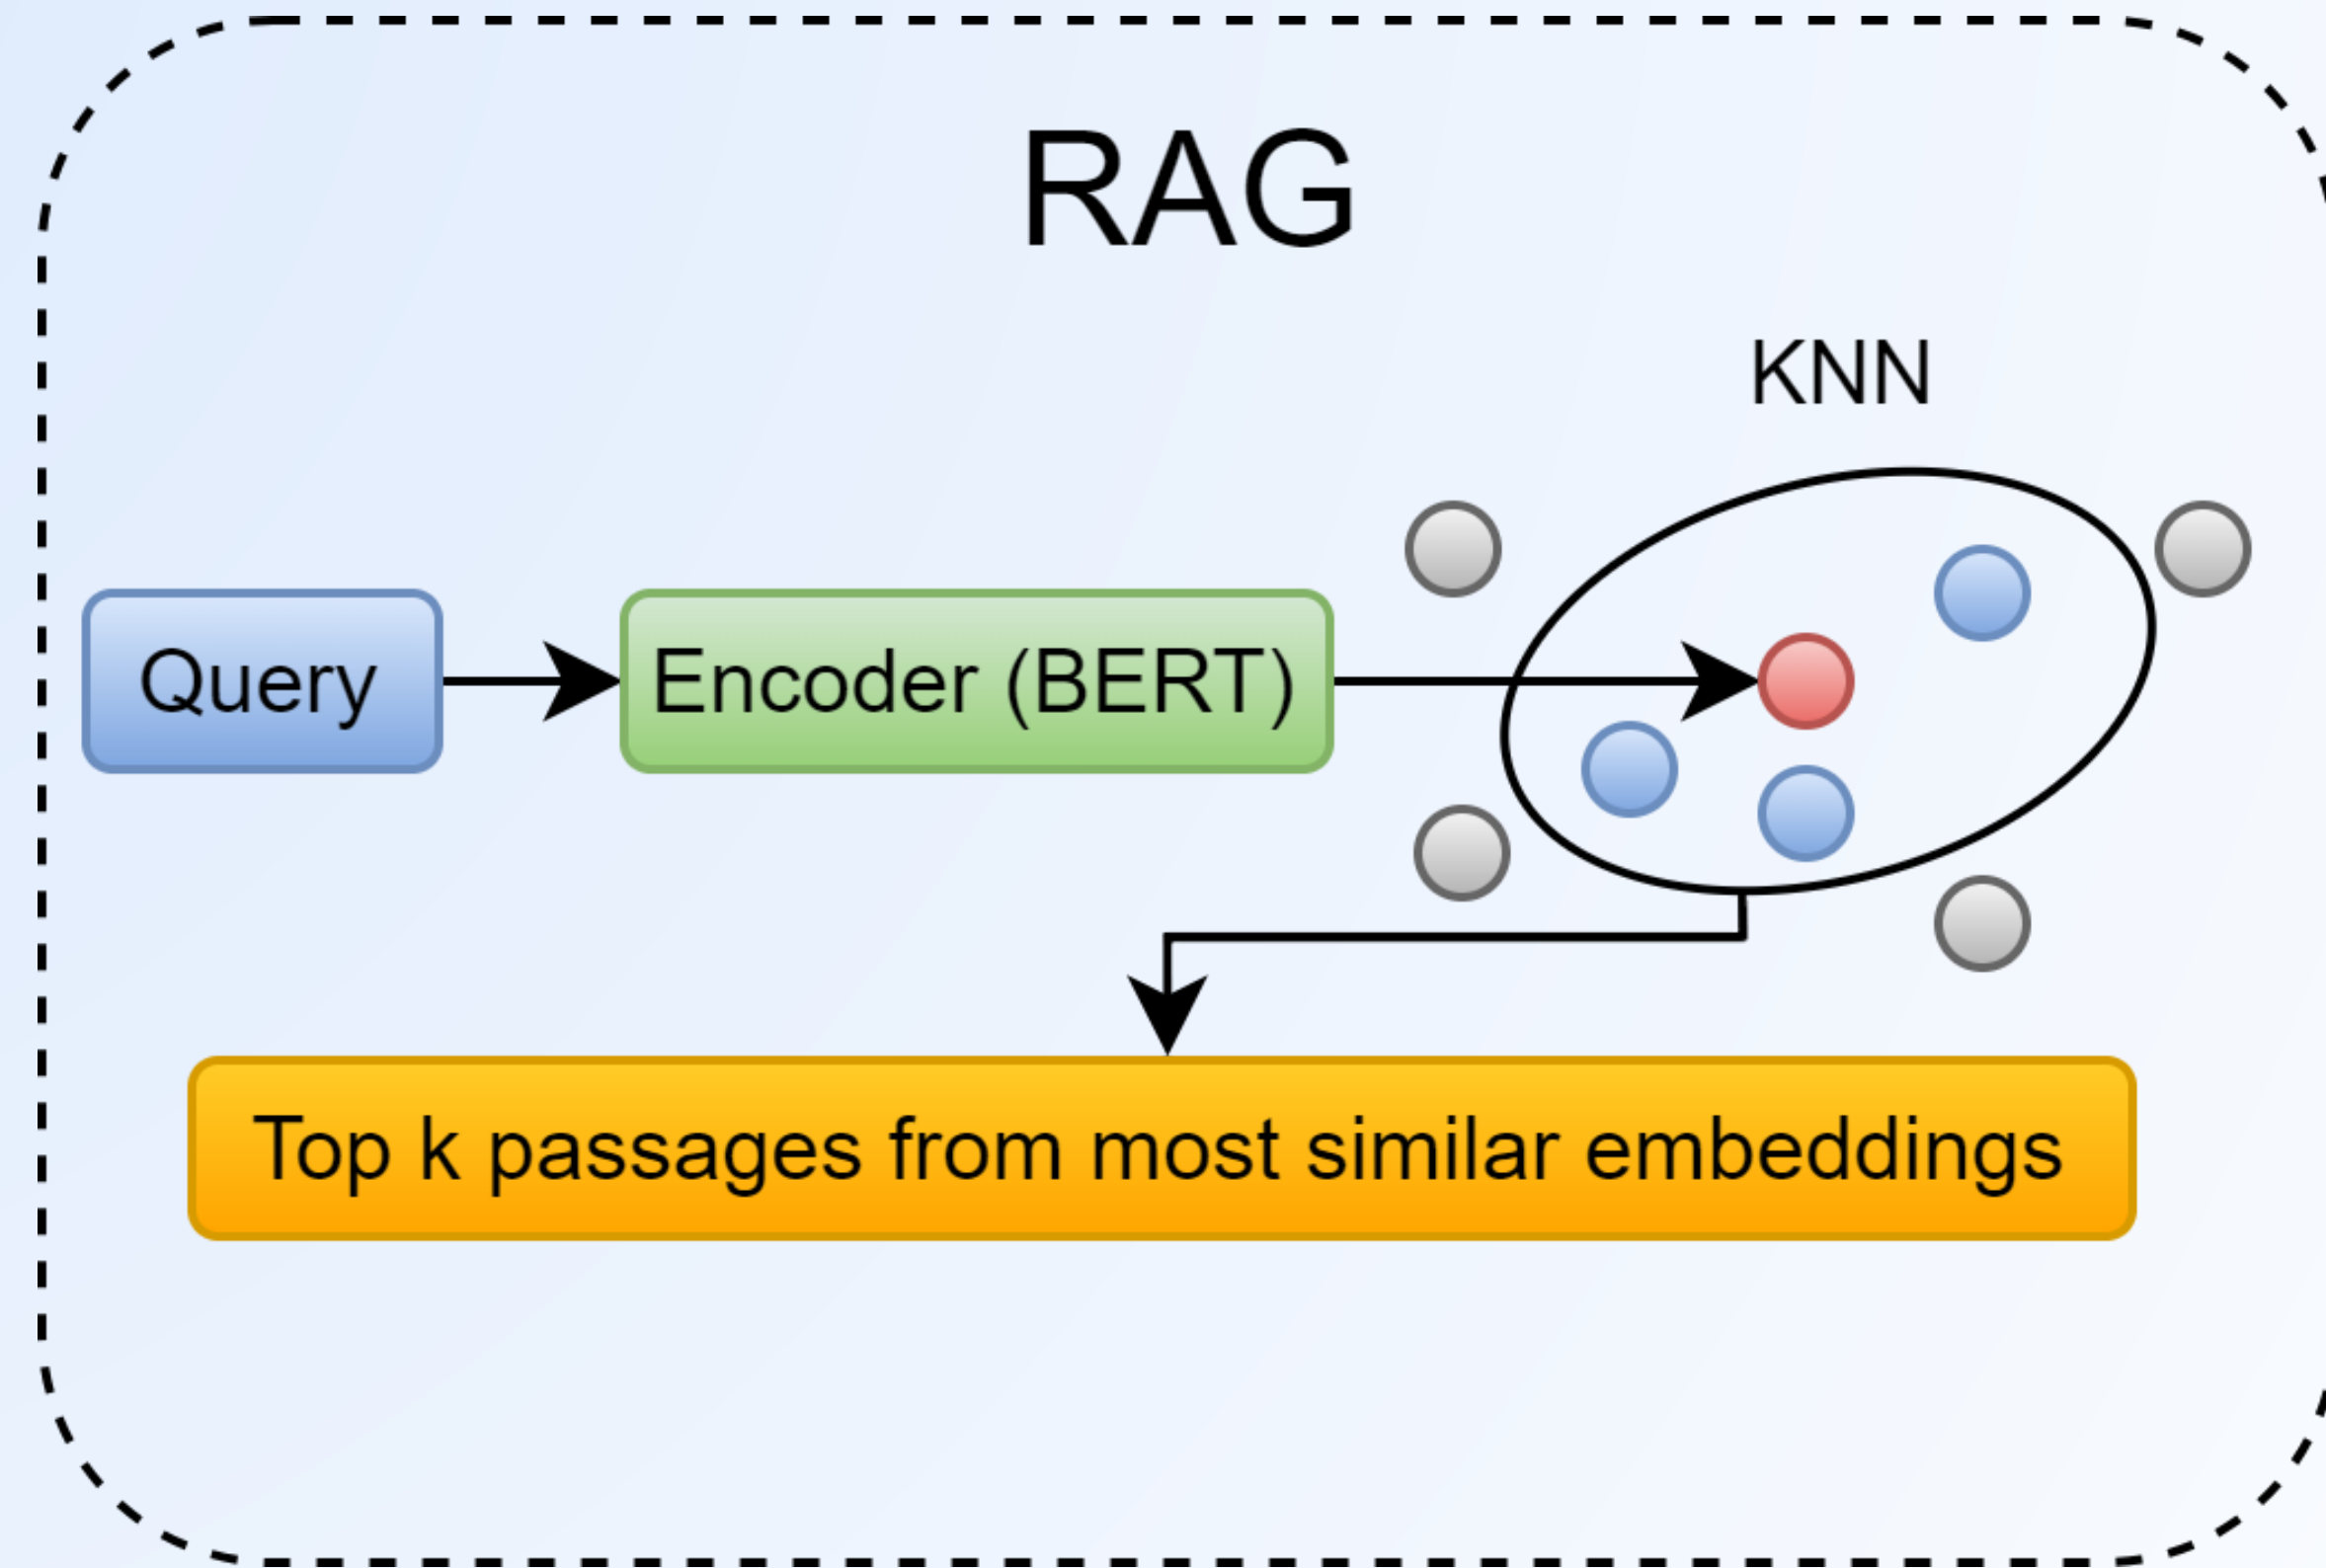 RAG
KNN
Query
Encoder (BERT)
Top k passages from most similar embeddings